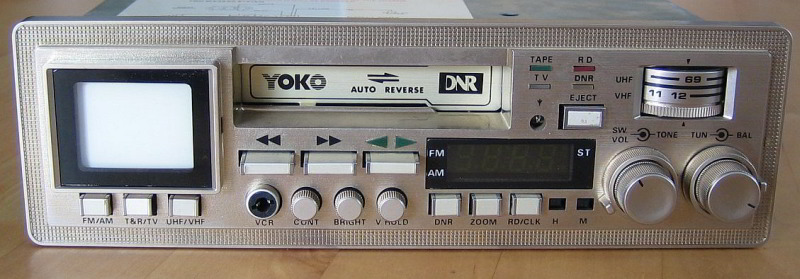 YOKO
AUTO REVERSE
DNR
TAPE RD
TV DNR
EJECT
UHF 69
VHF 11 12
SW.
VOL TONE TUN BAL
FM ST
AM
FM/AM T&R/TV UHF/VHF
VCR CONT BRIGHT V HOLD
DNR ZOOM RD/CLK H M